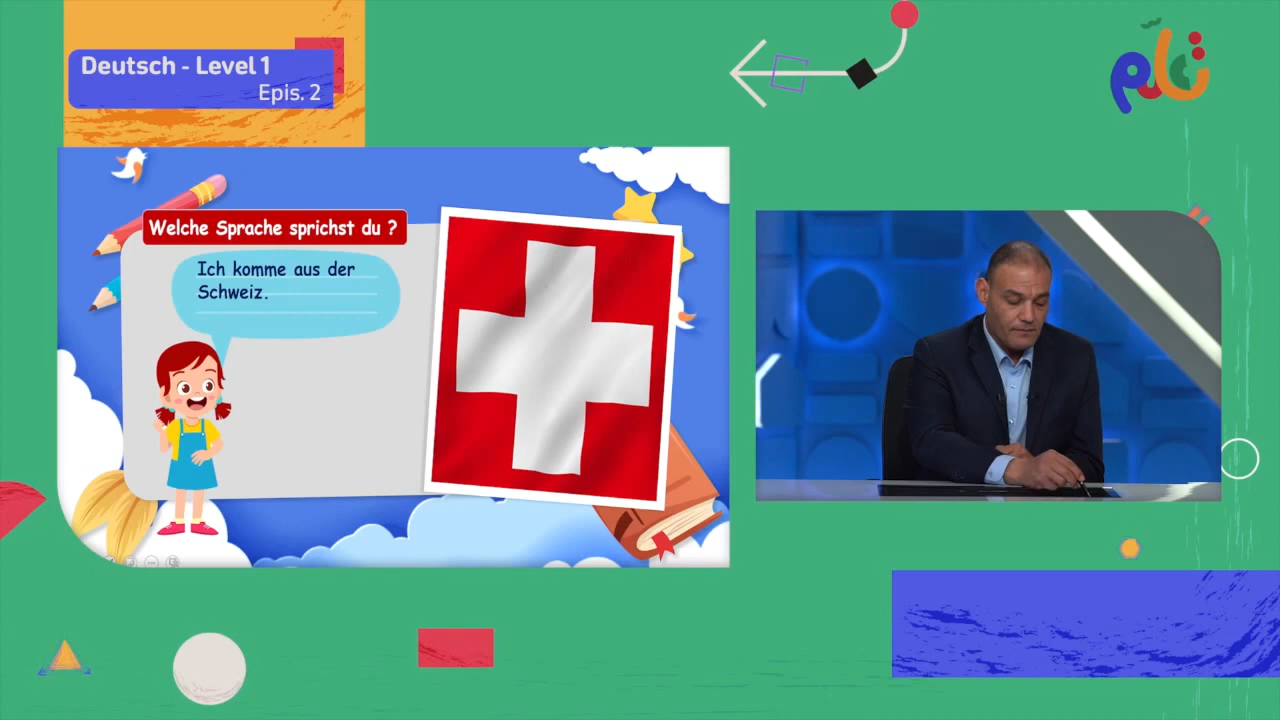 Deutsch - Level 1
Epis. 2
Welche Sprache sprichst du ?
Ich komme aus der
Schweiz.